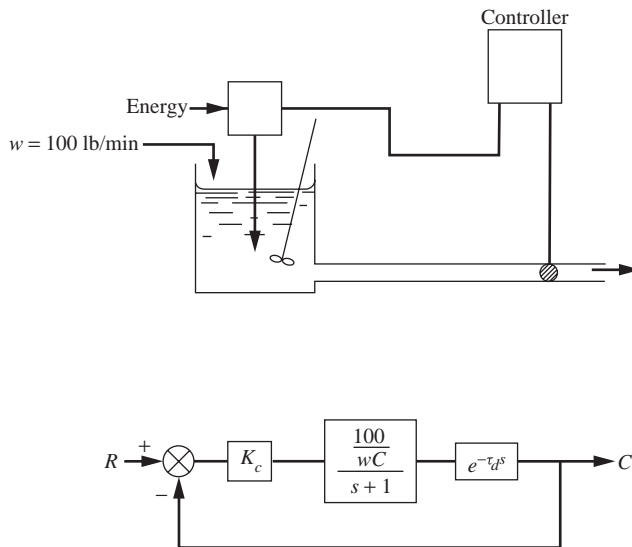 Controller
Energy
w = 100 lb/min
R
+
−
K_c
100
wC
s + 1
e^{−τ_d s}
C